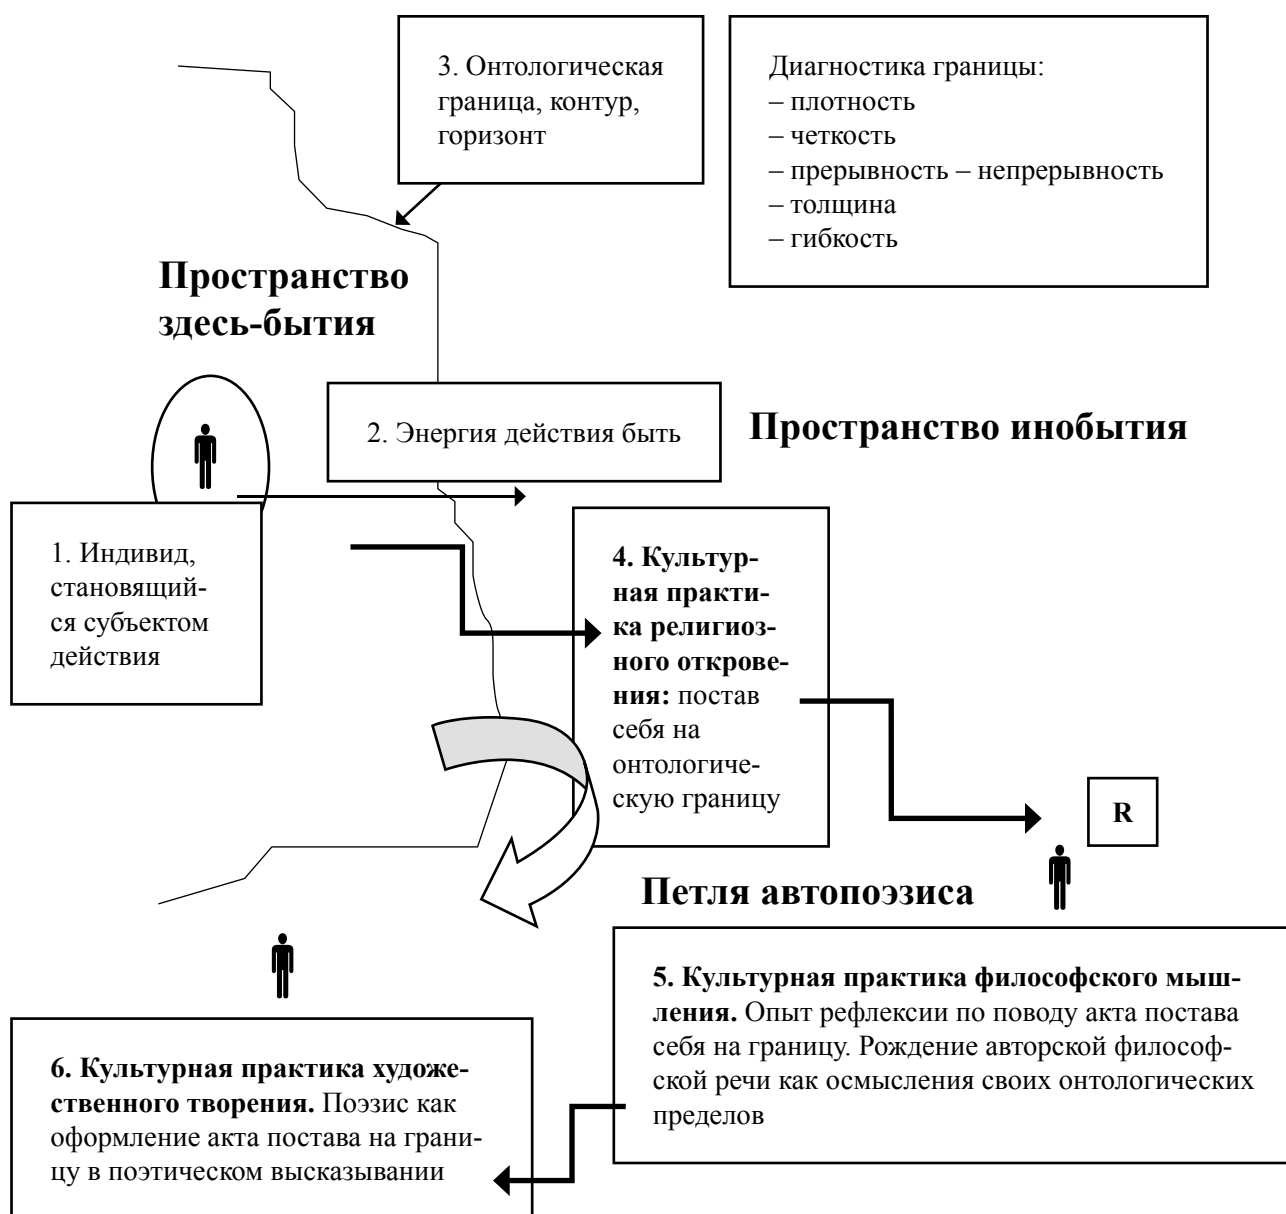 3. Онтологическая
граница, контур,
горизонт
Диагностика границы:
– плотность
– четкость
– прерывность – непрерывность
– толщина
– гибкость
Пространство
здесь-бытия
2. Энергия действия быть
Пространство инобытия
1. Индивид,
становящий-
ся субъектом
действия
4. Культур-
ная практи-
ка религиоз-
ного открове-
ния: постав
себя на
онтологиче-
скую границу
R
Петля автопоэзиса
5. Культурная практика философского мыш-
ления. Опыт рефлексии по поводу акта постава
себя на границу. Рождение авторской философ-
ской речи как осмысления своих онтологических
пределов
6. Культурная практика художе-
ственного творения. Поэзис как
оформление акта постава на грани-
цу в поэтическом высказывании